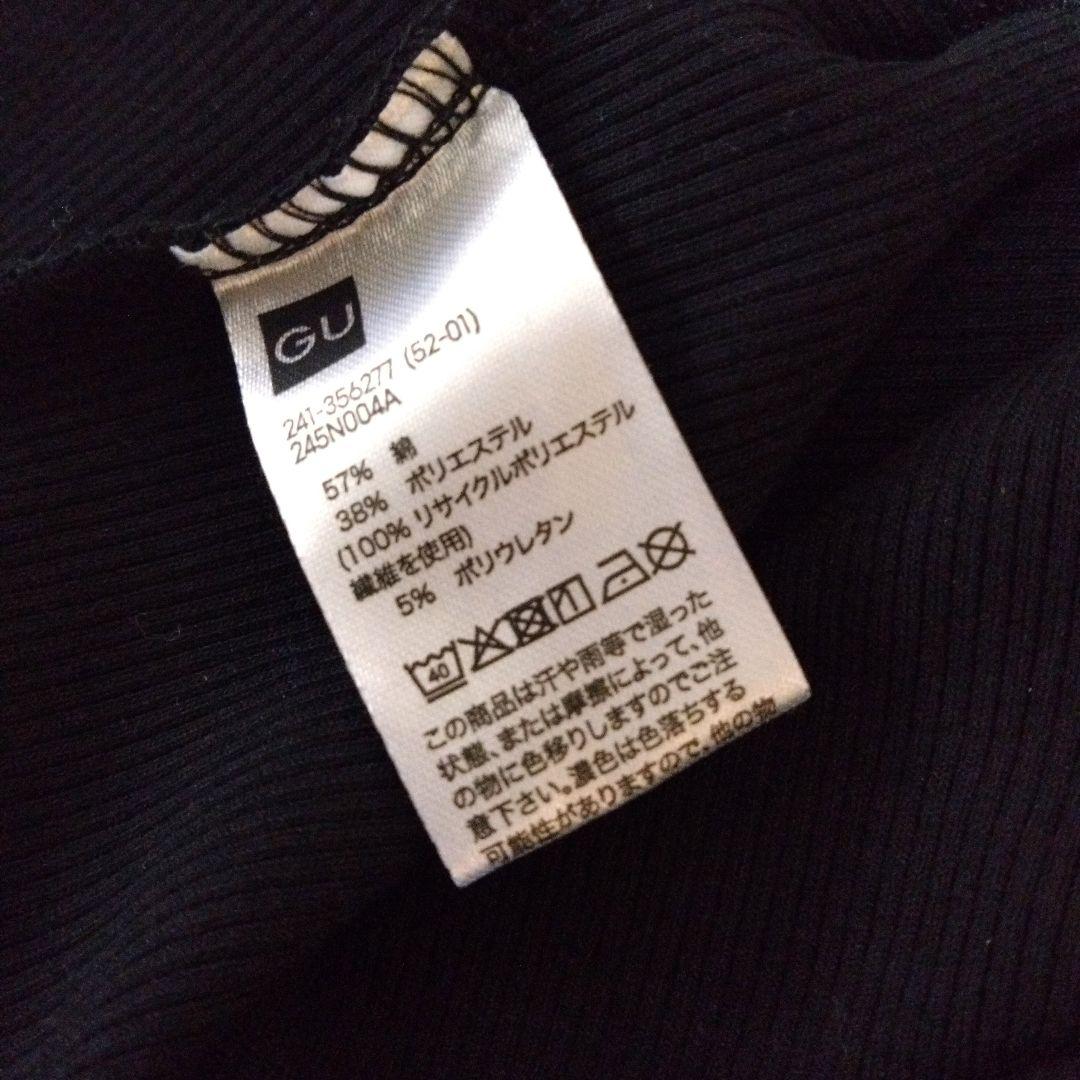 GU
241-356277 (52-01)
245N004A
57% 綿
38% ポリエステル
(100% リサイクルポリエステル
繊維を使用)
5% ポリウレタン
40
この商品は汗や雨等で湿った
状態、または摩擦によって、他
の物に色移りしますのでご注
意下さい。濃色は色落ちする
可能性がありますので、他の物